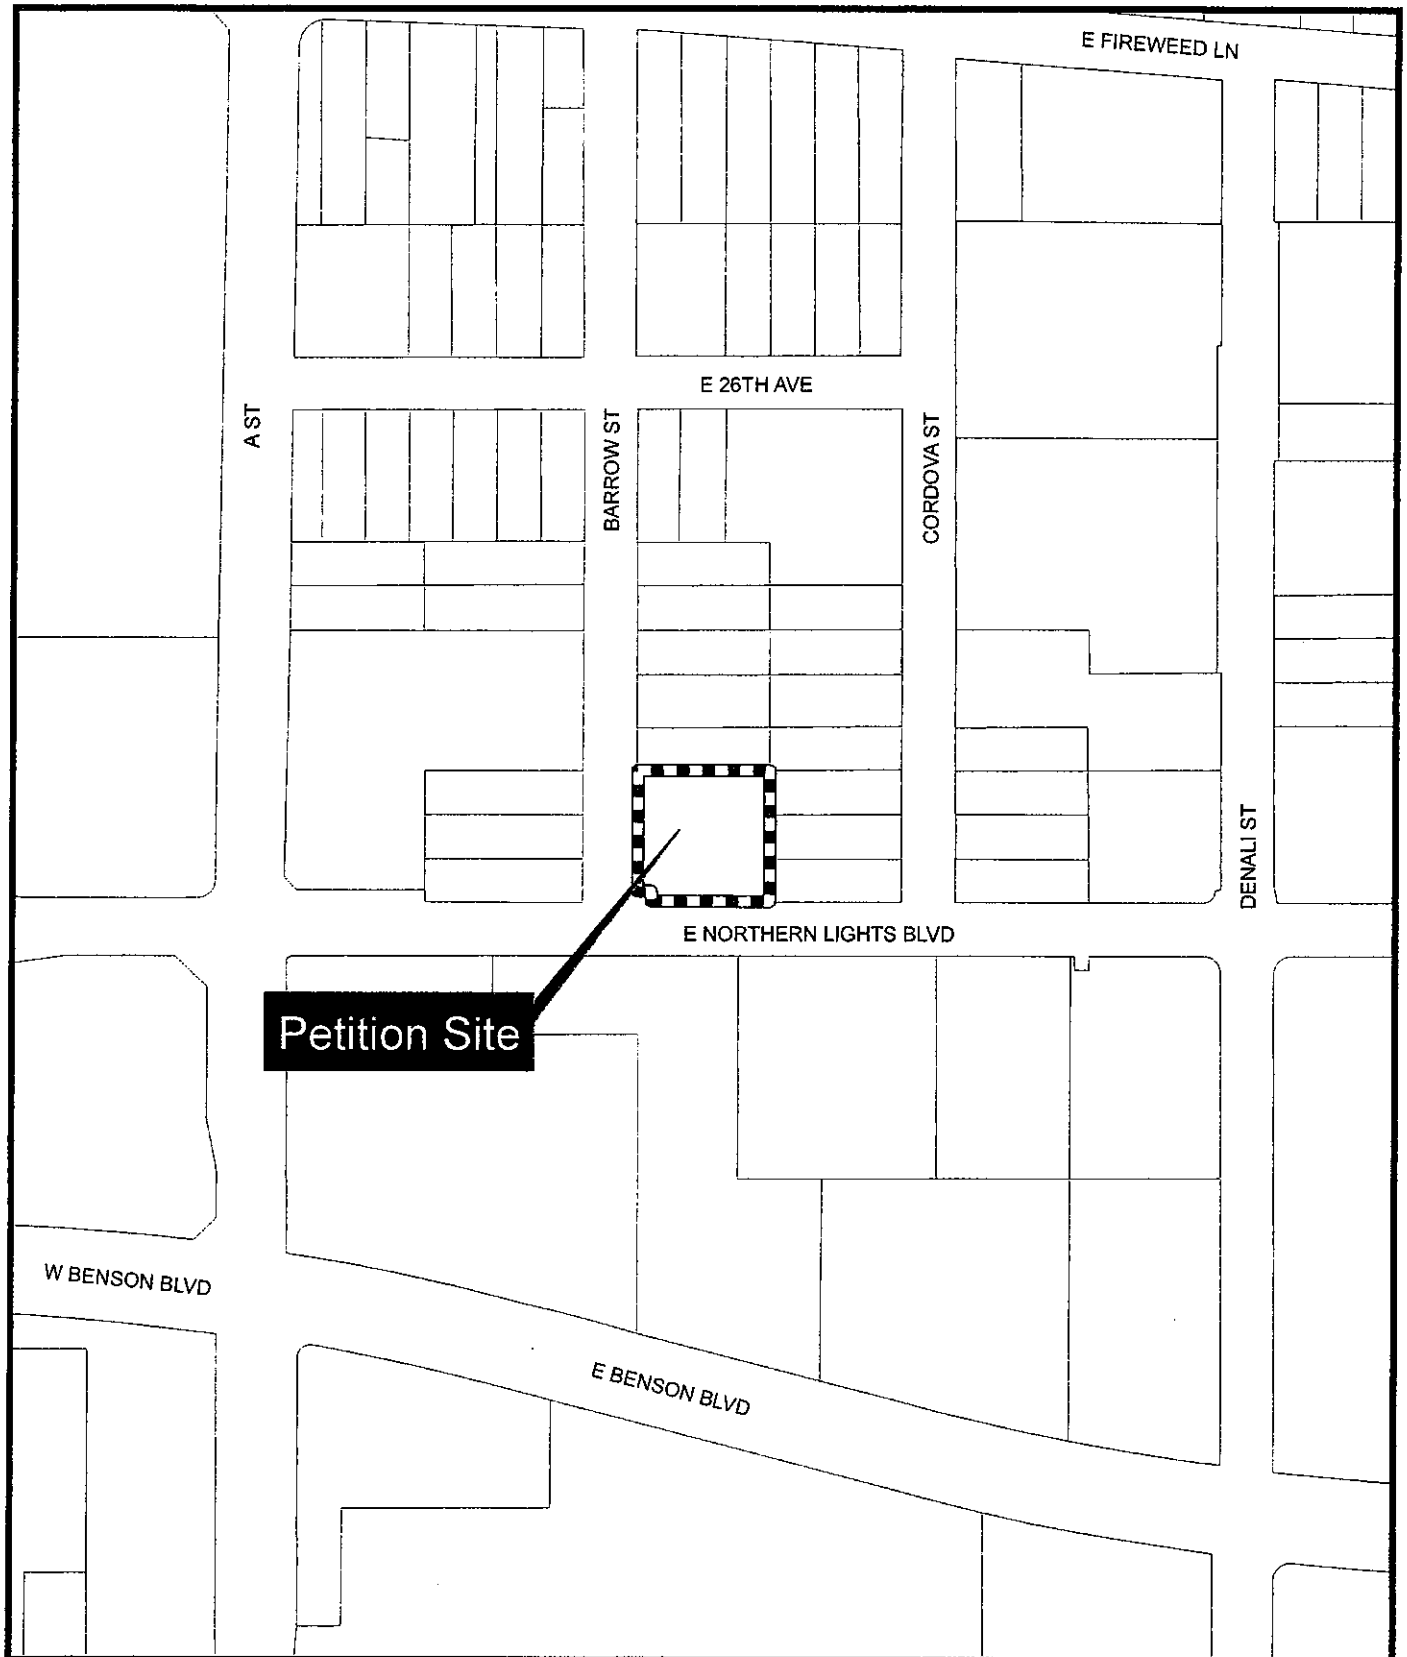 E FIREWEED LN
E 26TH AVE
A ST
BARROW ST
CORDOVA ST
DENALI ST
E NORTHERN LIGHTS BLVD
Petition Site
W BENSON BLVD
E BENSON BLVD